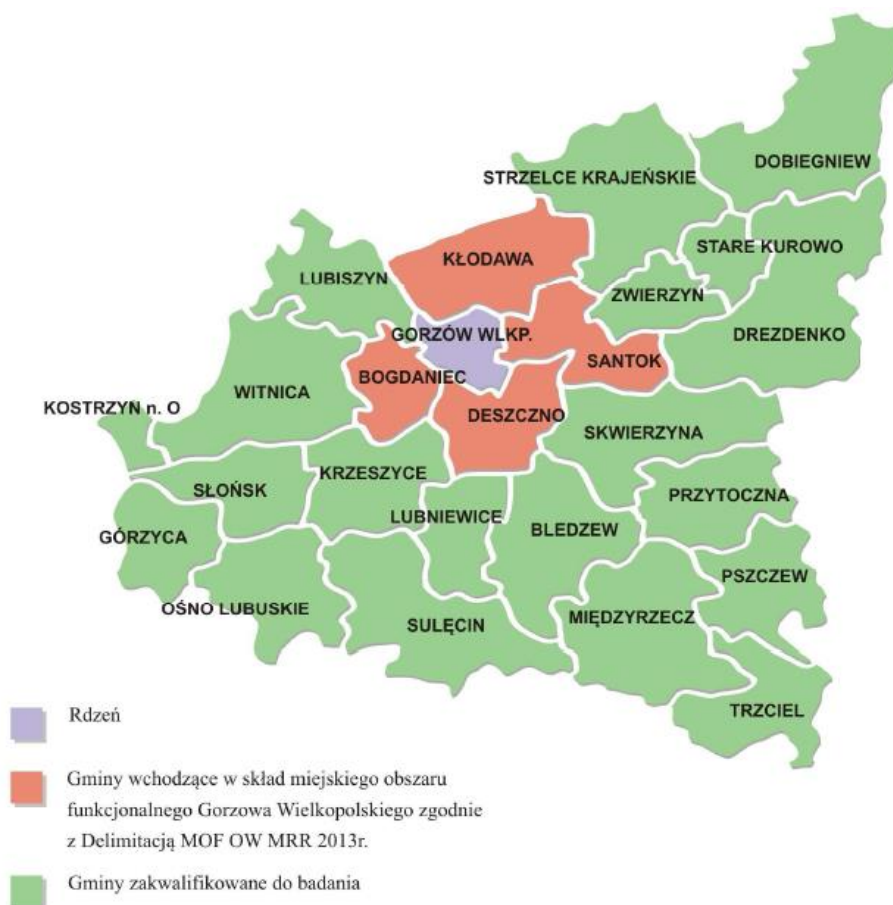 DOBIEGNIEW
STRZELCE KRAJEŃSKIE
STARE KUROWO
KŁODAWA
LUBISZYN
ZWIERZYN
GORZÓW WLKP.
DREZDENKO
SANTOK
BOGDANIEC
WITNICA
KOSTRZYN n. O
DESZCZNO
SKWIERZYNA
KRZESZYCE
SŁOŃSK
PRZYTOCZNA
LUBNIEWICE
BLEDZEW
GÓRZYCA
PSZCZEW
OŚNO LUBUSKIE
MIĘDZYRZECZ
SULĘCIN
TRZCIEL
Rdzeń
Gminy wchodzące w skład miejskiego obszaru
funkcjonalnego Gorzowa Wielkopolskiego zgodnie
z Delimitacją MOF OW MRR 2013r.
Gminy zakwalifikowane do badania